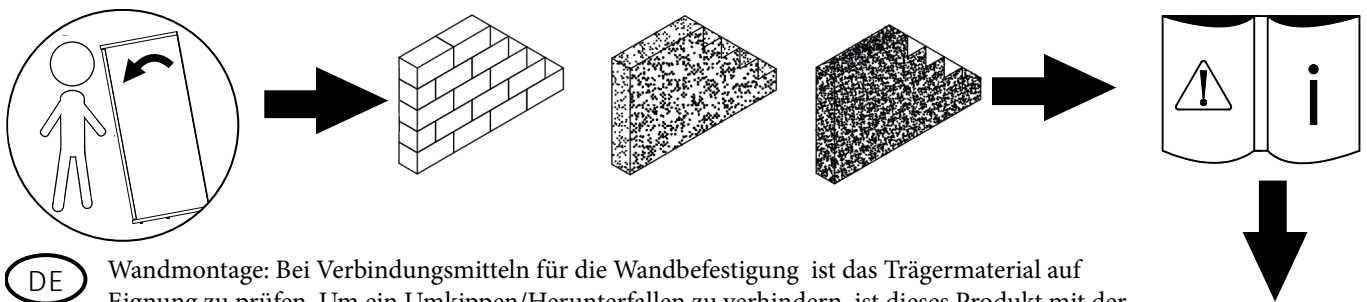 i
DE
Wandmontage: Bei Verbindungsmitteln für die Wandbefestigung ist das Trägermaterial auf
Eignung zu prüfen. Um ein Umkippen/Herunterfallen zu verhindern, ist dieses Produkt mit der